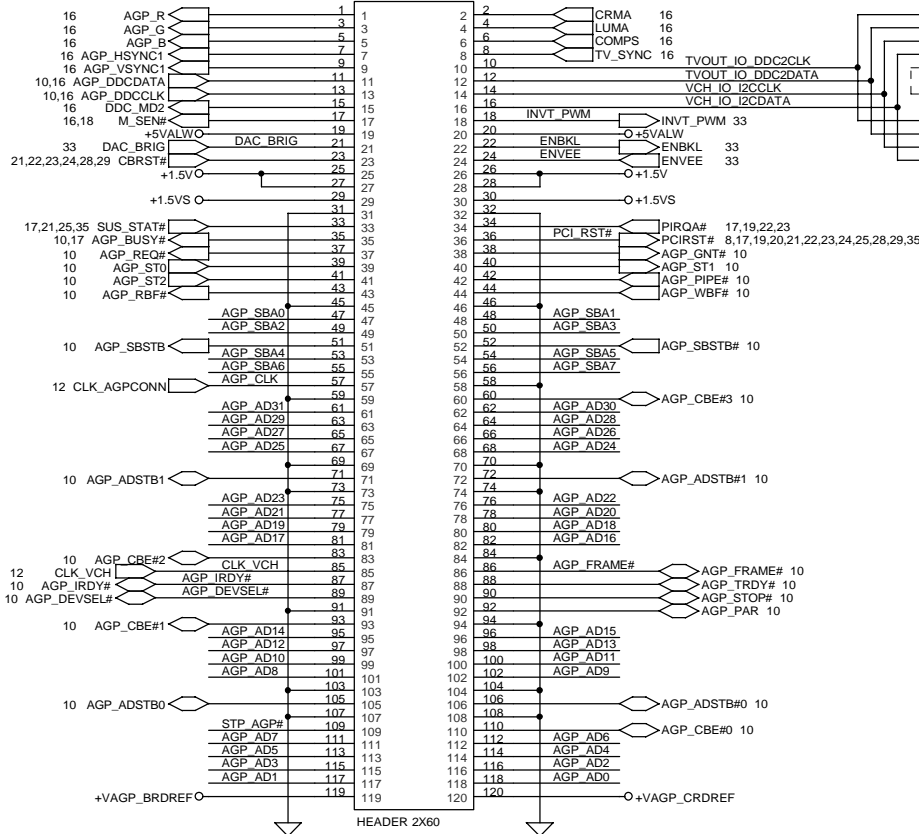 16 AGP_R 1 1 2 2 CRMA 16
16 AGP_G 3 3 4 4 LUMA 16
16 AGP_B 5 5 6 6 COMPS 16
16 AGP_HSYNC1 7 7 8 8 TV_SYNC 16
16 AGP_VSYNC1 9 9 10 10 TVOUT_IO_DDC2CLK
10,16 AGP_DDCDATA 11 11 12 12 TVOUT_IO_DDC2DATA
10,16 AGP_DDCCLK 13 13 14 14 VCH_IO_I2CCLK
16 DDC_MD2 15 15 16 16 VCH_IO_I2CDATA
16,18 M_SEN# 17 17 18 18 INVT_PWM INVT_PWM 33
+5VALW 19 19 20 20 +5VALW
33 DAC_BRIG DAC_BRIG 21 21 22 22 ENBKL ENBKL 33
21,22,23,24,28,29 CBRST# 23 23 24 24 ENVEE ENVEE 33
+1.5V 25 25 26 26 +1.5V
27 27 28 28
+1.5VS 29 29 30 30 +1.5VS
31 31 32 32
17,21,25,35 SUS_STAT# 33 33 34 34 PIRQA# 17,19,22,23
10,17 AGP_BUSY# 35 35 36 36 PCI_RST# PCIRST# 8,17,19,20,21,22,23,24,25,28,29,35
10 AGP_REQ# 37 37 38 38 AGP_GNT# 10
10 AGP_ST0 39 39 40 40 AGP_ST1 10
10 AGP_ST2 41 41 42 42 AGP_PIPE# 10
10 AGP_RBF# 43 43 44 44 AGP_WBF# 10
45 45 46 46
AGP_SBA0 47 47 48 48 AGP_SBA1
AGP_SBA2 49 49 50 50 AGP_SBA3
10 AGP_SBSTB 51 51 52 52 AGP_SBSTB# 10
AGP_SBA4 53 53 54 54 AGP_SBA5
AGP_SBA6 55 55 56 56 AGP_SBA7
12 CLK_AGPCONN AGP_CLK 57 57 58 58
59 59 60 60 AGP_CBE#3 10
AGP_AD31 61 61 62 62 AGP_AD30
AGP_AD29 63 63 64 64 AGP_AD28
AGP_AD27 65 65 66 66 AGP_AD26
AGP_AD25 67 67 68 68 AGP_AD24
69 69 70 70
10 AGP_ADSTB1 71 71 72 72 AGP_ADSTB#1 10
73 73 74 74
AGP_AD23 75 75 76 76 AGP_AD22
AGP_AD21 77 77 78 78 AGP_AD20
AGP_AD19 79 79 80 80 AGP_AD18
AGP_AD17 81 81 82 82 AGP_AD16
10 AGP_CBE#2 83 83 84 84
12 CLK_VCH CLK_VCH 85 85 86 86 AGP_FRAME# AGP_FRAME# 10
10 AGP_IRDY# AGP_IRDY# 87 87 88 88 AGP_TRDY# 10
10 AGP_DEVSEL# AGP_DEVSEL# 89 89 90 90 AGP_STOP# 10
91 91 92 92 AGP_PAR 10
10 AGP_CBE#1 93 93 94 94
AGP_AD14 95 95 96 96 AGP_AD15
AGP_AD12 97 97 98 98 AGP_AD13
AGP_AD10 99 99 100 100 AGP_AD11
AGP_AD8 101 101 102 102 AGP_AD9
103 103 104 104
10 AGP_ADSTB0 105 105 106 106 AGP_ADSTB#0 10
107 107 108 108
STP_AGP# 109 109 110 110 AGP_CBE#0 10
AGP_AD7 111 111 112 112 AGP_AD6
AGP_AD5 113 113 114 114 AGP_AD4
AGP_AD3 115 115 116 116 AGP_AD2
AGP_AD1 117 117 118 118 AGP_AD0
+VAGP_BRDREF 119 119 120 120 +VAGP_CRDREF
HEADER 2X60